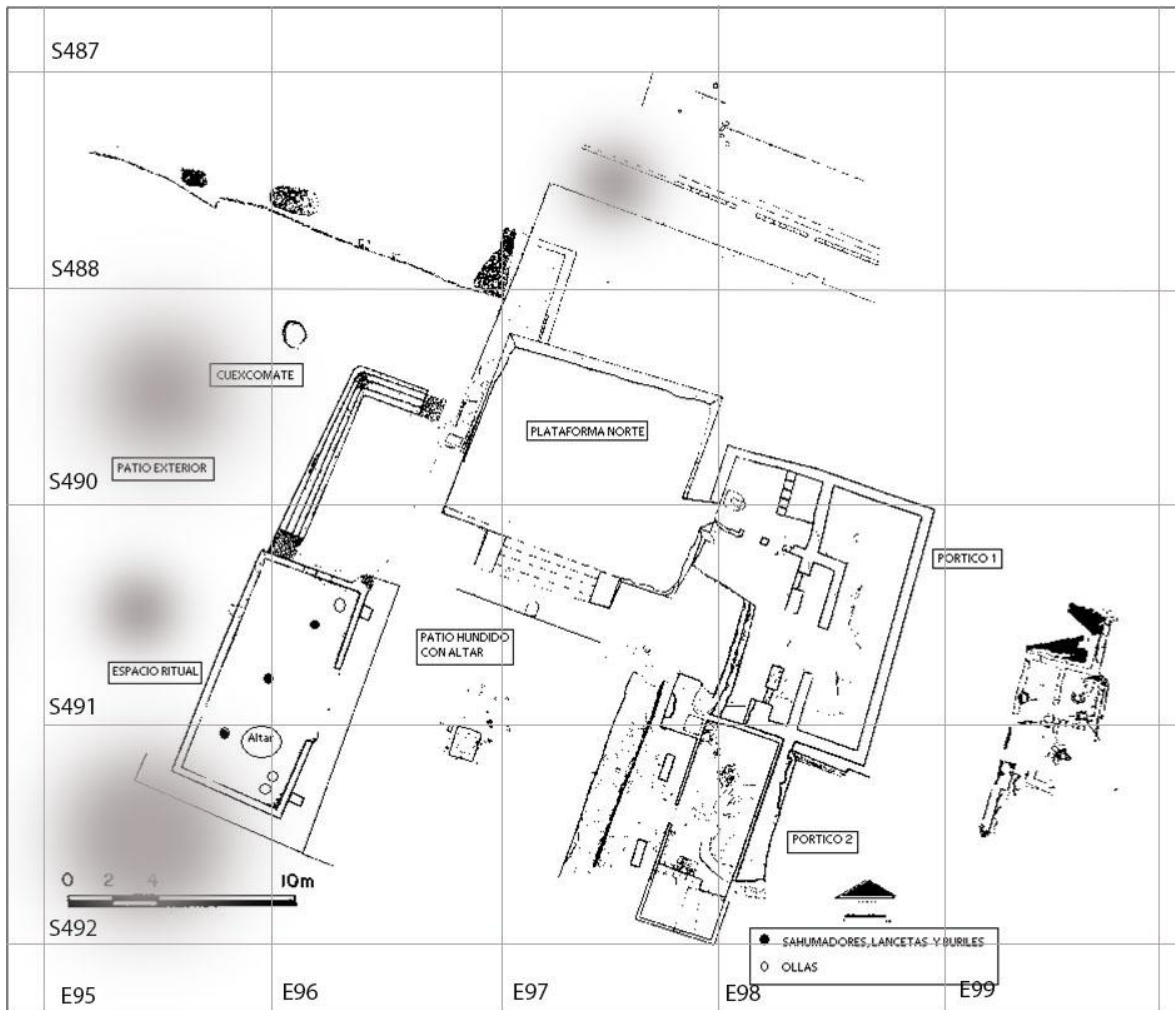 S487
S488
CUEXCOMATE
PLATAFORMA NORTE
PATIO EXTERIOR
S490
PORTICO 1
PATIO HUNDIDO
CON ALTAR
ESPACIO RITUAL
S491
Altar
PORTICO 2
0 2 4 10m
S492
SAHUMADORES, LANCETAS Y BURILES
OLLAS
E95 E96 E97 E98 E99